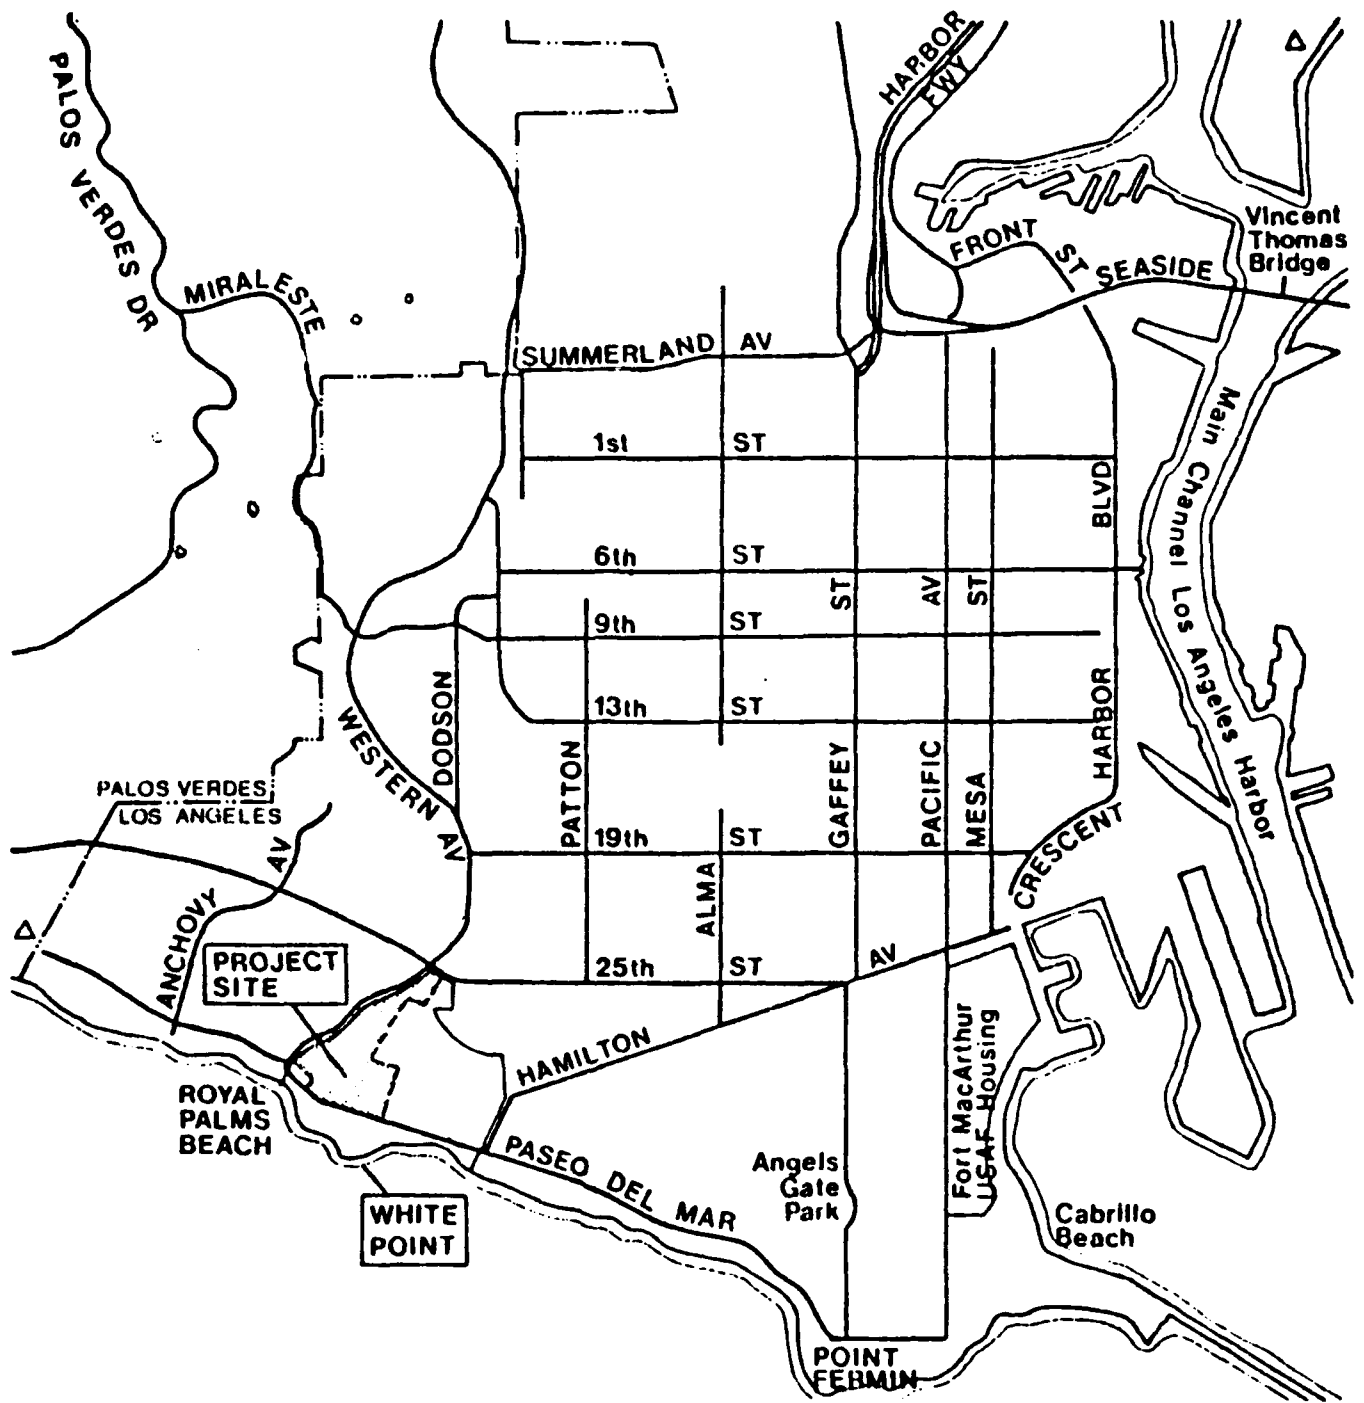 HARBOR
FWY
PALOS VERDES DR
MIRALESTE
FRONT ST
SEASIDE
Vincent
Thomas
Bridge
SUMMERLAND AV
1st ST
6th ST
9th ST
13th ST
19th ST
25th ST
WESTERN AV
DODSON
PATTON
ALMA
GAFFEY ST
PACIFIC AV
MESA ST
HARBOR BLVD
CRESCENT
Main Channel Los Angeles Harbor
PALOS VERDES
LOS ANGELES
ANCHOVY AV
PROJECT
SITE
HAMILTON AV
ROYAL
PALMS
BEACH
PASEO DEL MAR
WHITE
POINT
Angels
Gate
Park
Fort MacArthur
USAF Housing
Cabrillo
Beach
POINT
FERMIN